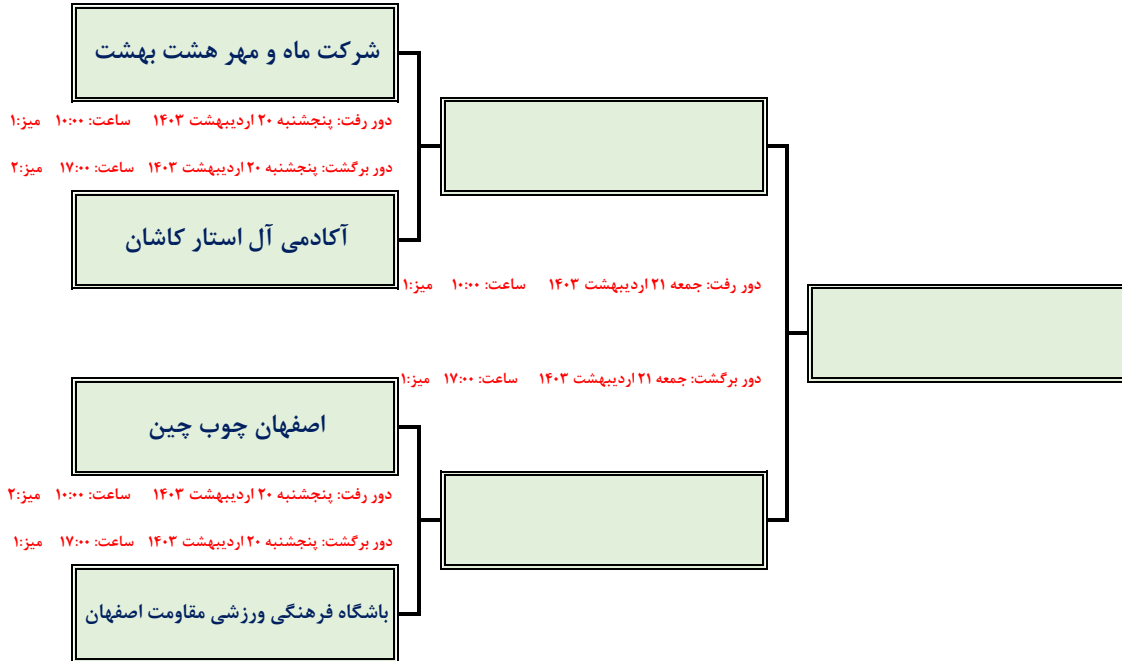 شرکت ماه و مهر هشت بهشت
دور رفت: پنجشنبه ۲۰ اردیبهشت ۱۴۰۳ ساعت: ۱۰:۰۰ میز:۱
دور برگشت: پنجشنبه ۲۰ اردیبهشت ۱۴۰۳ ساعت: ۱۷:۰۰ میز:۲
آکادمی آل استار کاشان
دور رفت: جمعه ۲۱ اردیبهشت ۱۴۰۳ ساعت: ۱۰:۰۰ میز:۱
دور برگشت: جمعه ۲۱ اردیبهشت ۱۴۰۳ ساعت: ۱۷:۰۰ میز:۱
اصفهان چوب چین
دور رفت: پنجشنبه ۲۰ اردیبهشت ۱۴۰۳ ساعت: ۱۰:۰۰ میز:۲
دور برگشت: پنجشنبه ۲۰ اردیبهشت ۱۴۰۳ ساعت: ۱۷:۰۰ میز:۱
باشگاه فرهنگی ورزشی مقاومت اصفهان